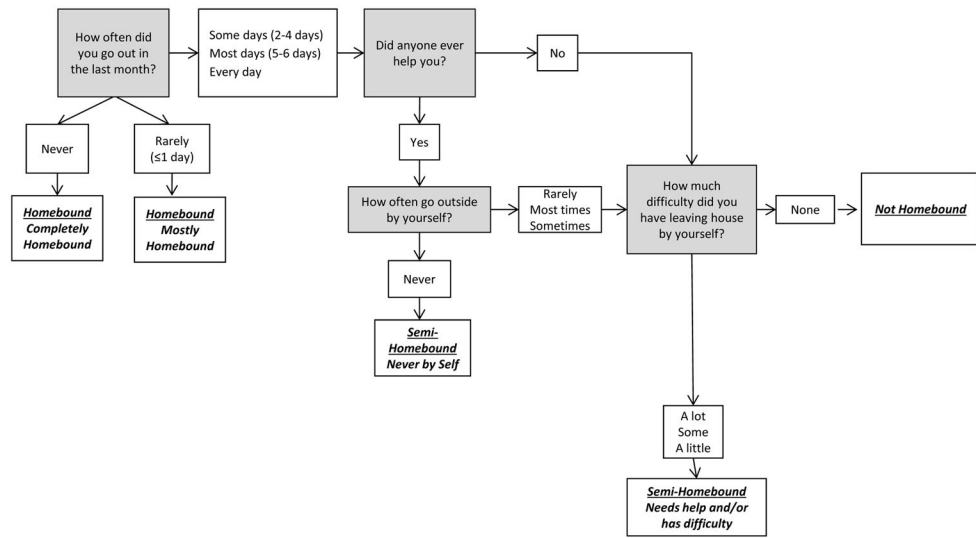 How often did
you go out in
the last month?
Some days (2-4 days)
Most days (5-6 days)
Every day
Did anyone ever
help you?
No
Never
Rarely
(≤1 day)
Yes
Homebound
Completely
Homebound
Homebound
Mostly
Homebound
How often go outside
by yourself?
Rarely
Most times
Sometimes
How much
difficulty did you
have leaving house
by yourself?
None
Not Homebound
Never
Semi-
Homebound
Never by Self
A lot
Some
A little
Semi-Homebound
Needs help and/or
has difficulty